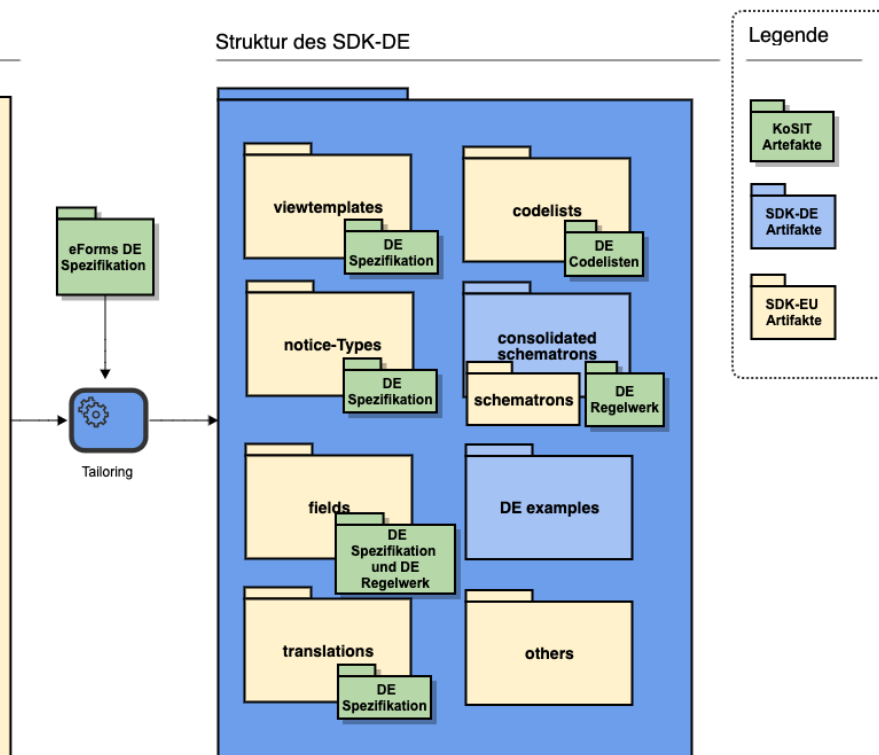 Struktur des SDK-DE
Legende
KoSIT
Artefakte
SDK-DE
Artifakte
SDK-EU
Artifakte
eForms DE
Spezifikation
Tailoring
viewtemplates
DE
Spezifikation
codelists
DE
Codelisten
notice-Types
DE
Spezifikation
consolidated
schematrons
schematrons
DE
Regelwerk
fields
DE
Spezifikation
und DE
Regelwerk
DE examples
translations
DE
Spezifikation
others